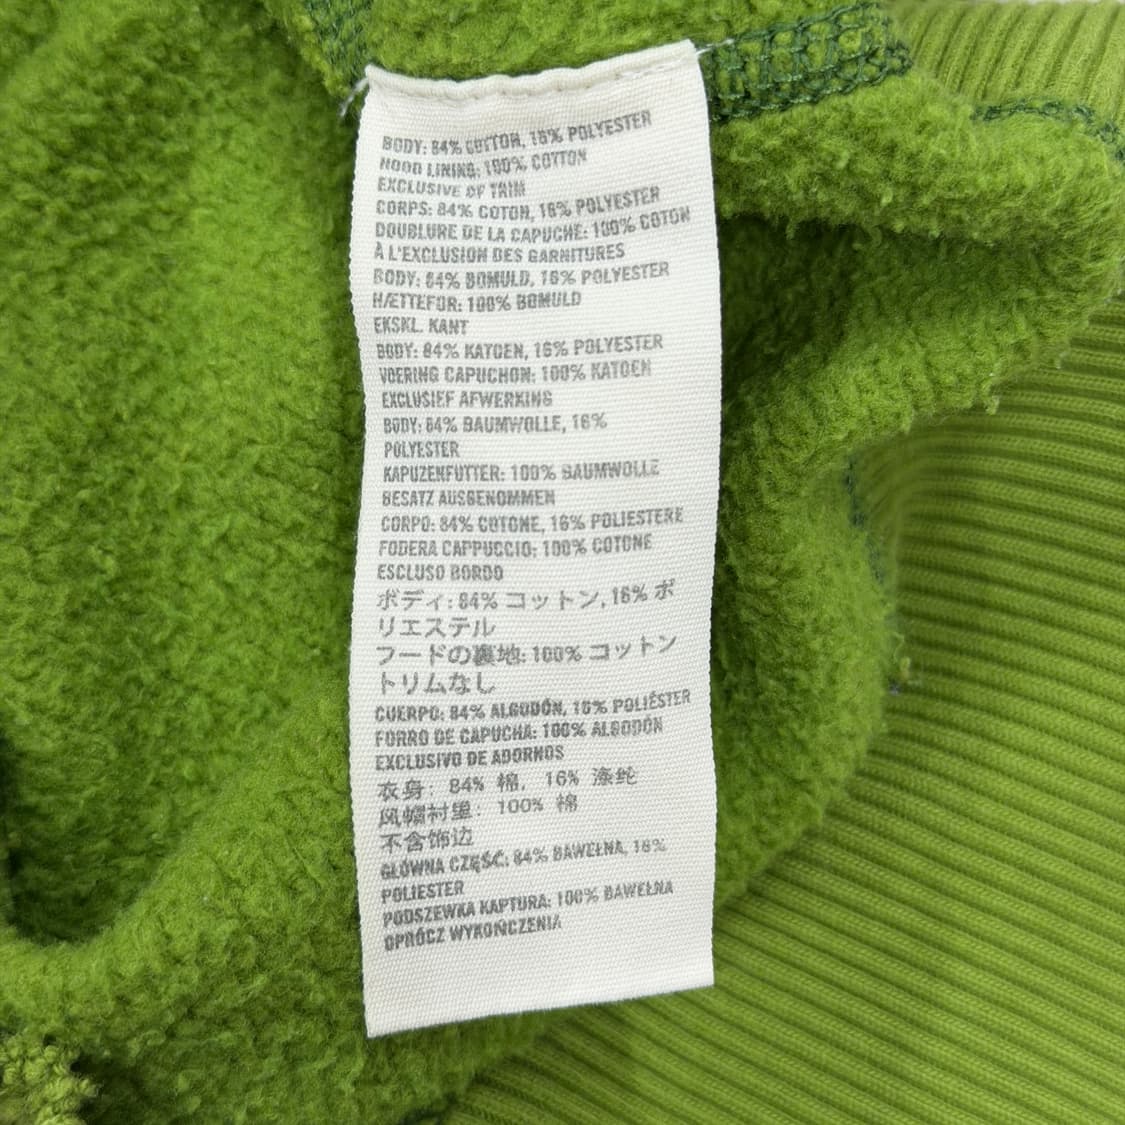 BODY: 84% COTTON, 16% POLYESTER
HOOD LINING: 100% COTTON
EXCLUSIVE OF TRIM
CORPS: 84% COTON, 16% POLYESTER
DOUBLURE DE LA CAPUCHE: 100% COTON
À L'EXCLUSION DES GARNITURES
BODY: 84% BOMULD, 16% POLYESTER
HÆTTEFOR: 100% BOMULD
EKSKL. KANT
BODY: 84% KATOEN, 16% POLYESTER
VOERING CAPUCHON: 100% KATOEN
EXCLUSIEF AFWERKING
BODY: 84% BAUMWOLLE, 16%
POLYESTER
KAPUZENFUTTER: 100% BAUMWOLLE
BESATZ AUSGENOMMEN
CORPO: 84% COTONE, 16% POLIESTERE
FODERA CAPPUCCIO: 100% COTONE
ESCLUSO BORDO
ボディ: 84% コットン, 16% ポ
リエステル
フードの裏地: 100% コットン
トリムなし
CUERPO: 84% ALGODÓN, 16% POLIÉSTER
FORRO DE CAPUCHA: 100% ALGODÓN
EXCLUSIVO DE ADORNOS
衣身: 84% 棉, 16% 涤纶
风帽衬里: 100% 棉
不含饰边
GŁÓWNA CZĘŚĆ: 84% BAWEŁNA, 16%
POLIESTER
PODSZEWKA KAPTURA: 100% BAWEŁNA
OPRÓCZ WYKOŃCZENIA